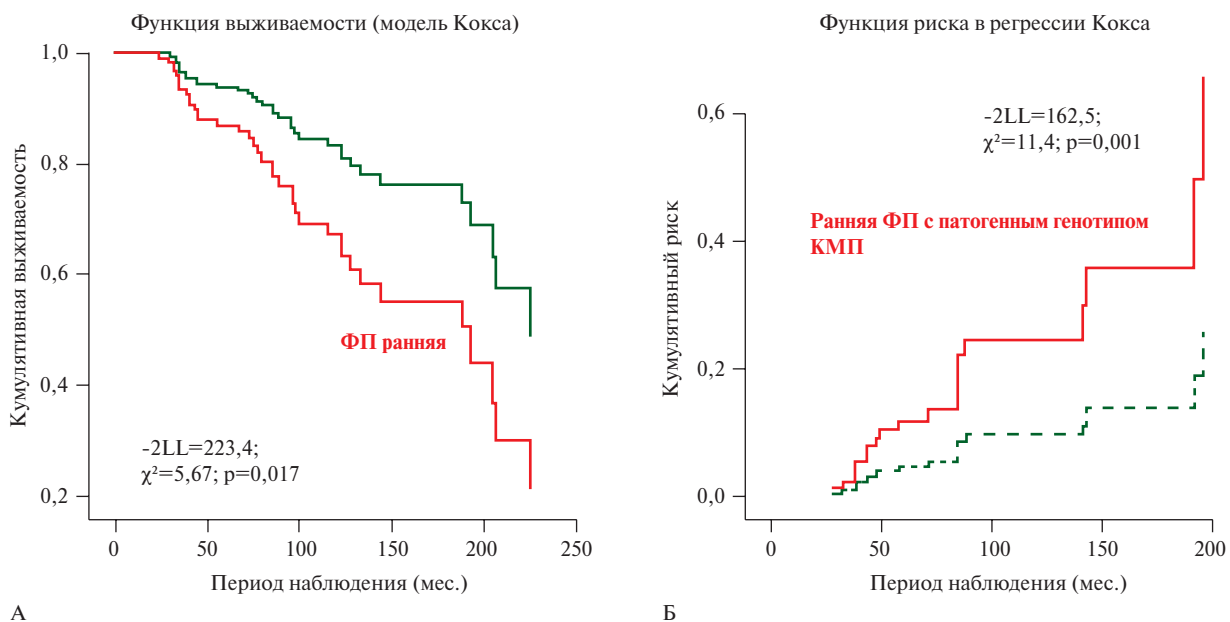 Функция выживаемости (модель Кокса)
1,0
0,8
0,6
0,4
0,2
Кумулятивная выживаемость
ФП ранняя
-2LL=223,4;
χ²=5,67; p=0,017
0 50 100 150 200 250
Период наблюдения (мес.)
А
Функция риска в регрессии Кокса
0,6
0,4
0,2
0,0
Кумулятивный риск
-2LL=162,5;
χ²=11,4; p=0,001
Ранняя ФП с патогенным генотипом
КМП
0 50 100 150 200
Период наблюдения (мес.)
Б